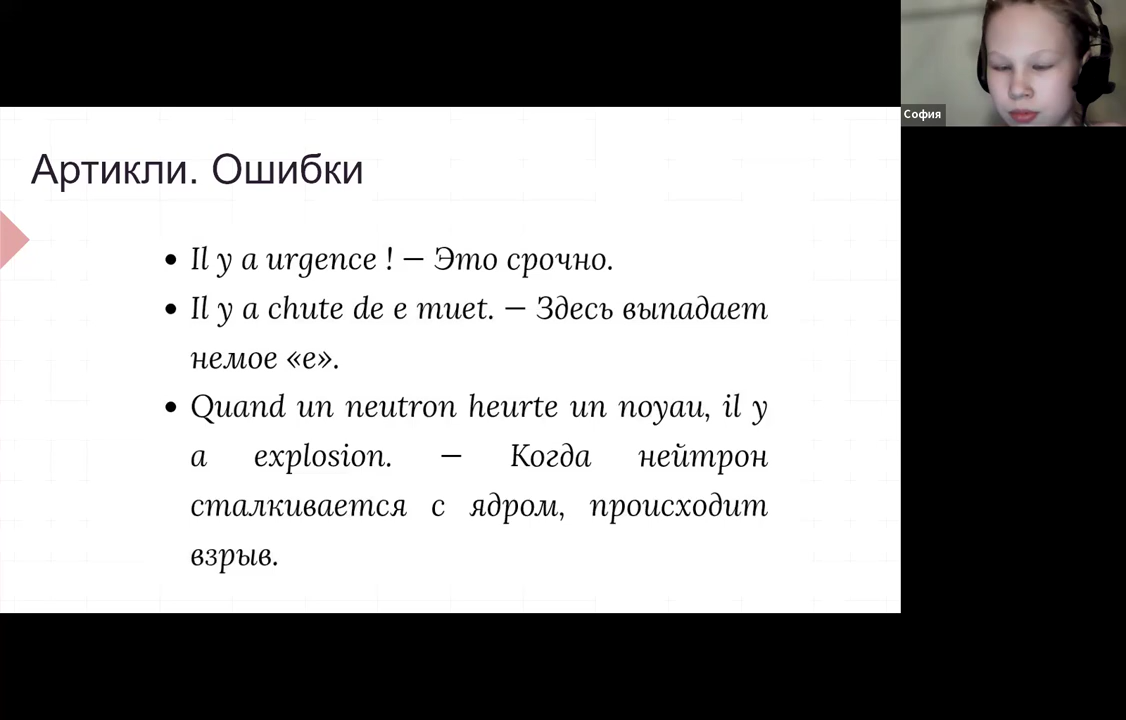 София
Артикли. Ошибки
• Il y a urgence ! — Это срочно.
• Il y a chute de e muet. — Здесь выпадает
немое «е».
• Quand un neutron heurte un noyau, il y
a explosion. — Когда нейтрон
сталкивается с ядром, происходит
взрыв.